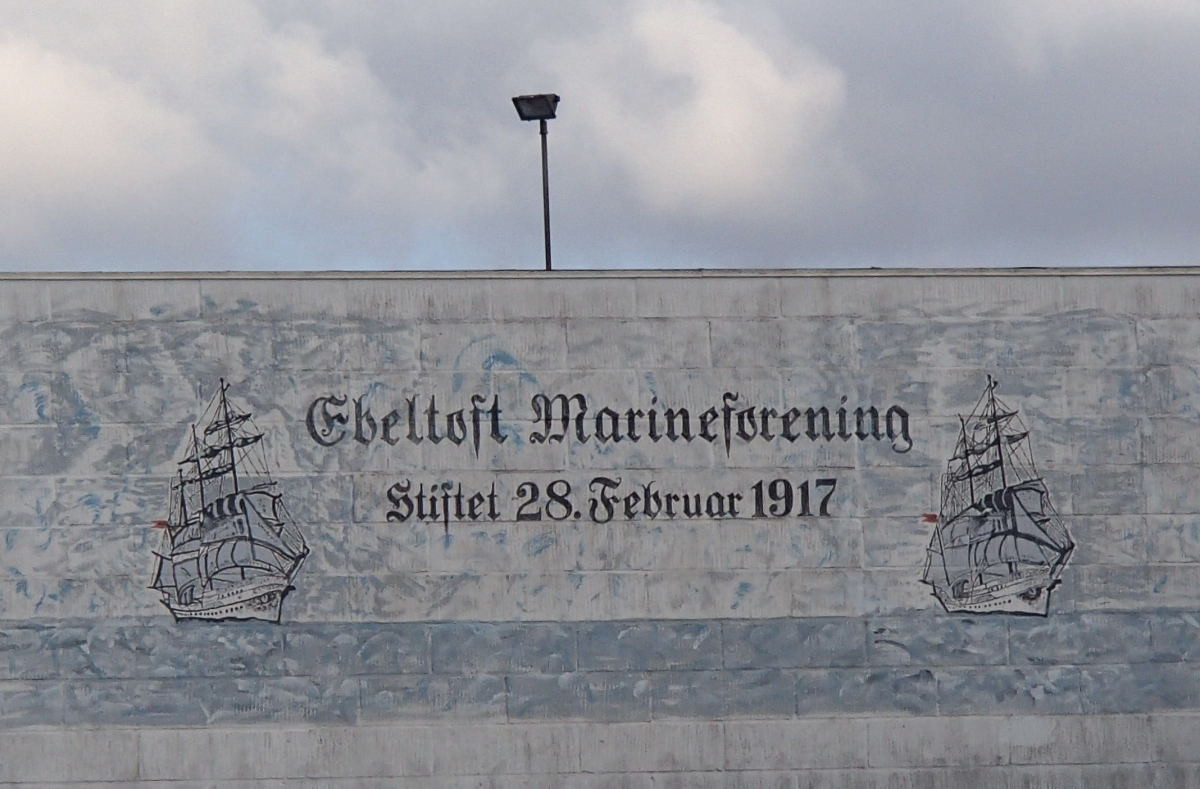 Ebeltoft Marineforening
Stiftet 28. Februar 1917